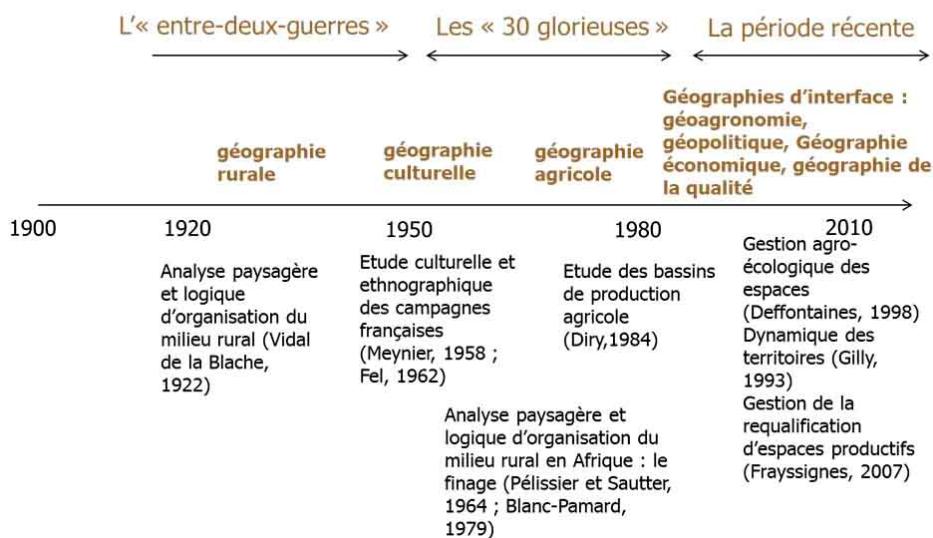 L'« entre-deux-guerres »
Les « 30 glorieuses »
La période récente
géographie
rurale
géographie
culturelle
géographie
agricole
Géographies d'interface :
géoagronomie,
géopolitique, Géographie
économique, géographie de
la qualité
1900
1920
1950
1980
2010
Analyse paysagère
et logique
d'organisation du
milieu rural (Vidal
de la Blache,
1922)
Etude culturelle et
ethnographique
des campagnes
françaises
(Meynier, 1958 ;
Fel, 1962)
Analyse paysagère et
logique d'organisation du
milieu rural en Afrique : le
finage (Pélissier et Sautter,
1964 ; Blanc-Pamard,
1979)
Etude des bassins
de production
agricole
(Diry,1984)
Gestion agro-
écologique des
espaces
(Deffontaines, 1998)
Dynamique des
territoires (Gilly,
1993)
Gestion de la
requalification
d'espaces productifs
(Frayssignes, 2007)